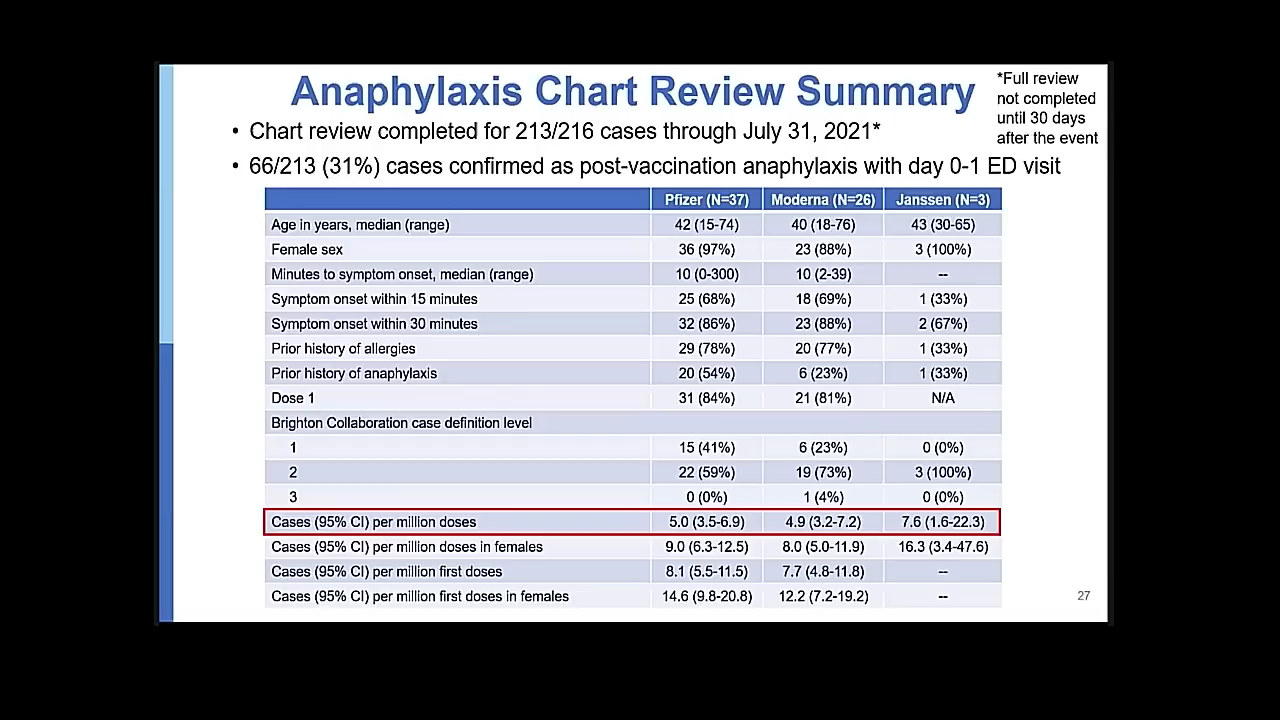 Anaphylaxis Chart Review Summary
*Full review
not completed
until 30 days
after the event
• Chart review completed for 213/216 cases through July 31, 2021*
• 66/213 (31%) cases confirmed as post-vaccination anaphylaxis with day 0-1 ED visit
Pfizer (N=37) Moderna (N=26) Janssen (N=3)
Age in years, median (range) 42 (15-74) 40 (18-76) 43 (30-65)
Female sex 36 (97%) 23 (88%) 3 (100%)
Minutes to symptom onset, median (range) 10 (0-300) 10 (2-39) --
Symptom onset within 15 minutes 25 (68%) 18 (69%) 1 (33%)
Symptom onset within 30 minutes 32 (86%) 23 (88%) 2 (67%)
Prior history of allergies 29 (78%) 20 (77%) 1 (33%)
Prior history of anaphylaxis 20 (54%) 6 (23%) 1 (33%)
Dose 1 31 (84%) 21 (81%) N/A
Brighton Collaboration case definition level
1 15 (41%) 6 (23%) 0 (0%)
2 22 (59%) 19 (73%) 3 (100%)
3 0 (0%) 1 (4%) 0 (0%)
Cases (95% CI) per million doses 5.0 (3.5-6.9) 4.9 (3.2-7.2) 7.6 (1.6-22.3)
Cases (95% CI) per million doses in females 9.0 (6.3-12.5) 8.0 (5.0-11.9) 16.3 (3.4-47.6)
Cases (95% CI) per million first doses 8.1 (5.5-11.5) 7.7 (4.8-11.8) --
Cases (95% CI) per million first doses in females 14.6 (9.8-20.8) 12.2 (7.2-19.2) --
27